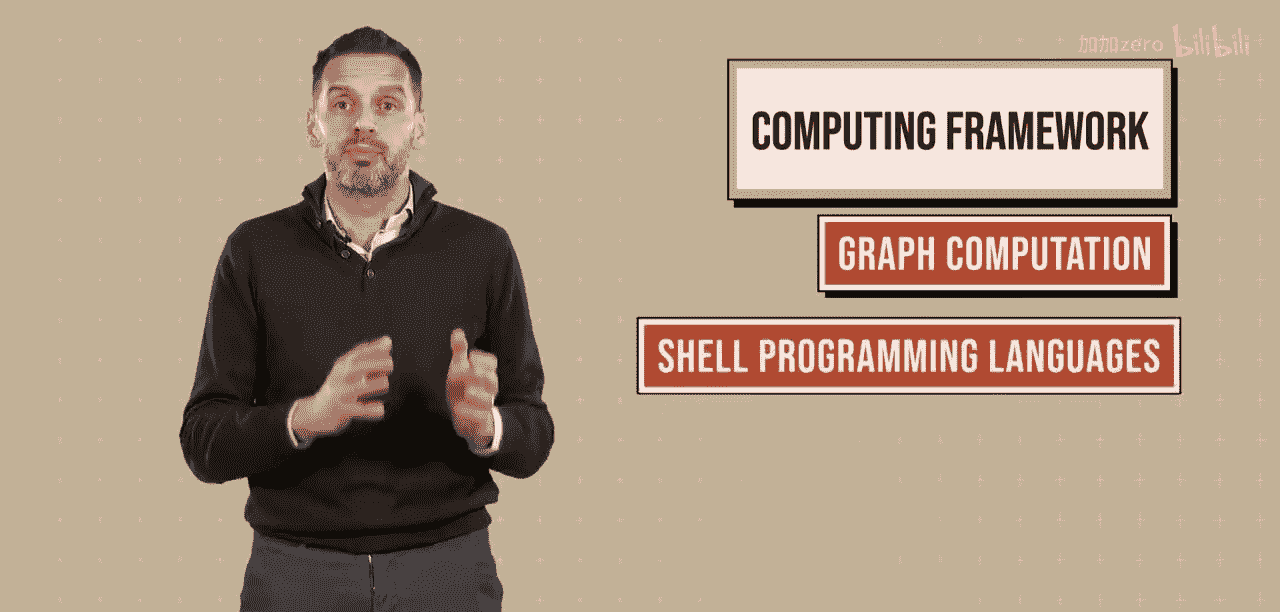 加加zero bilibili
COMPUTING FRAMEWORK
GRAPH COMPUTATION
SHELL PROGRAMMING LANGUAGES